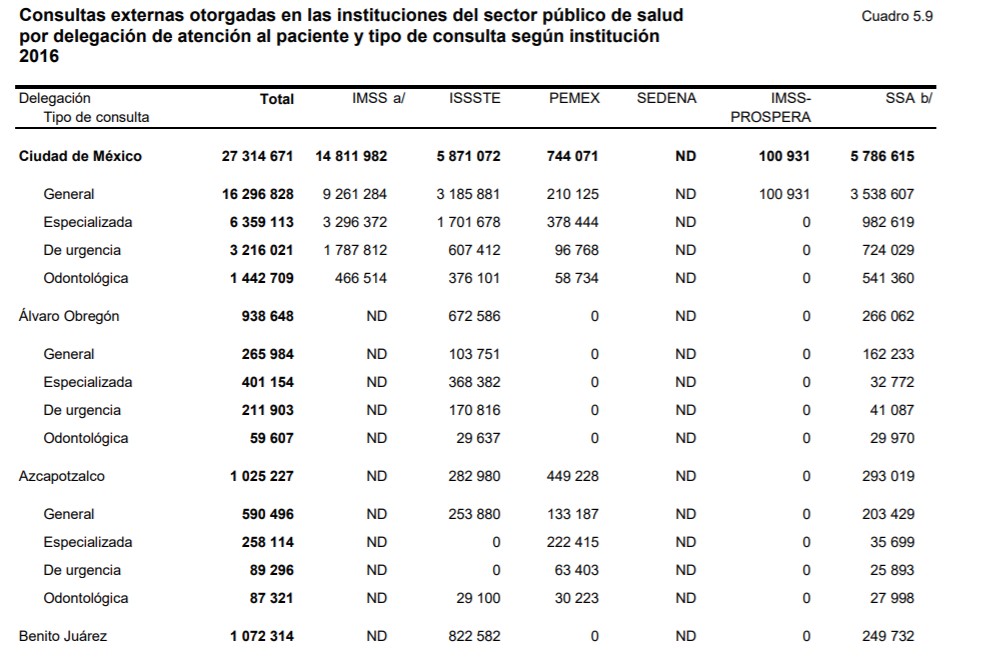 Consultas externas otorgadas en las instituciones del sector público de salud Cuadro 5.9
por delegación de atención al paciente y tipo de consulta según institución
2016
Delegación Total IMSS a/ ISSSTE PEMEX SEDENA IMSS- SSA b/
Tipo de consulta PROSPERA
Ciudad de México 27 314 671 14 811 982 5 871 072 744 071 ND 100 931 5 786 615
General 16 296 828 9 261 284 3 185 881 210 125 ND 100 931 3 538 607
Especializada 6 359 113 3 296 372 1 701 678 378 444 ND 0 982 619
De urgencia 3 216 021 1 787 812 607 412 96 768 ND 0 724 029
Odontológica 1 442 709 466 514 376 101 58 734 ND 0 541 360
Álvaro Obregón 938 648 ND 672 586 0 ND 0 266 062
General 265 984 ND 103 751 0 ND 0 162 233
Especializada 401 154 ND 368 382 0 ND 0 32 772
De urgencia 211 903 ND 170 816 0 ND 0 41 087
Odontológica 59 607 ND 29 637 0 ND 0 29 970
Azcapotzalco 1 025 227 ND 282 980 449 228 ND 0 293 019
General 590 496 ND 253 880 133 187 ND 0 203 429
Especializada 258 114 ND 0 222 415 ND 0 35 699
De urgencia 89 296 ND 0 63 403 ND 0 25 893
Odontológica 87 321 ND 29 100 30 223 ND 0 27 998
Benito Juárez 1 072 314 ND 822 582 0 ND 0 249 732